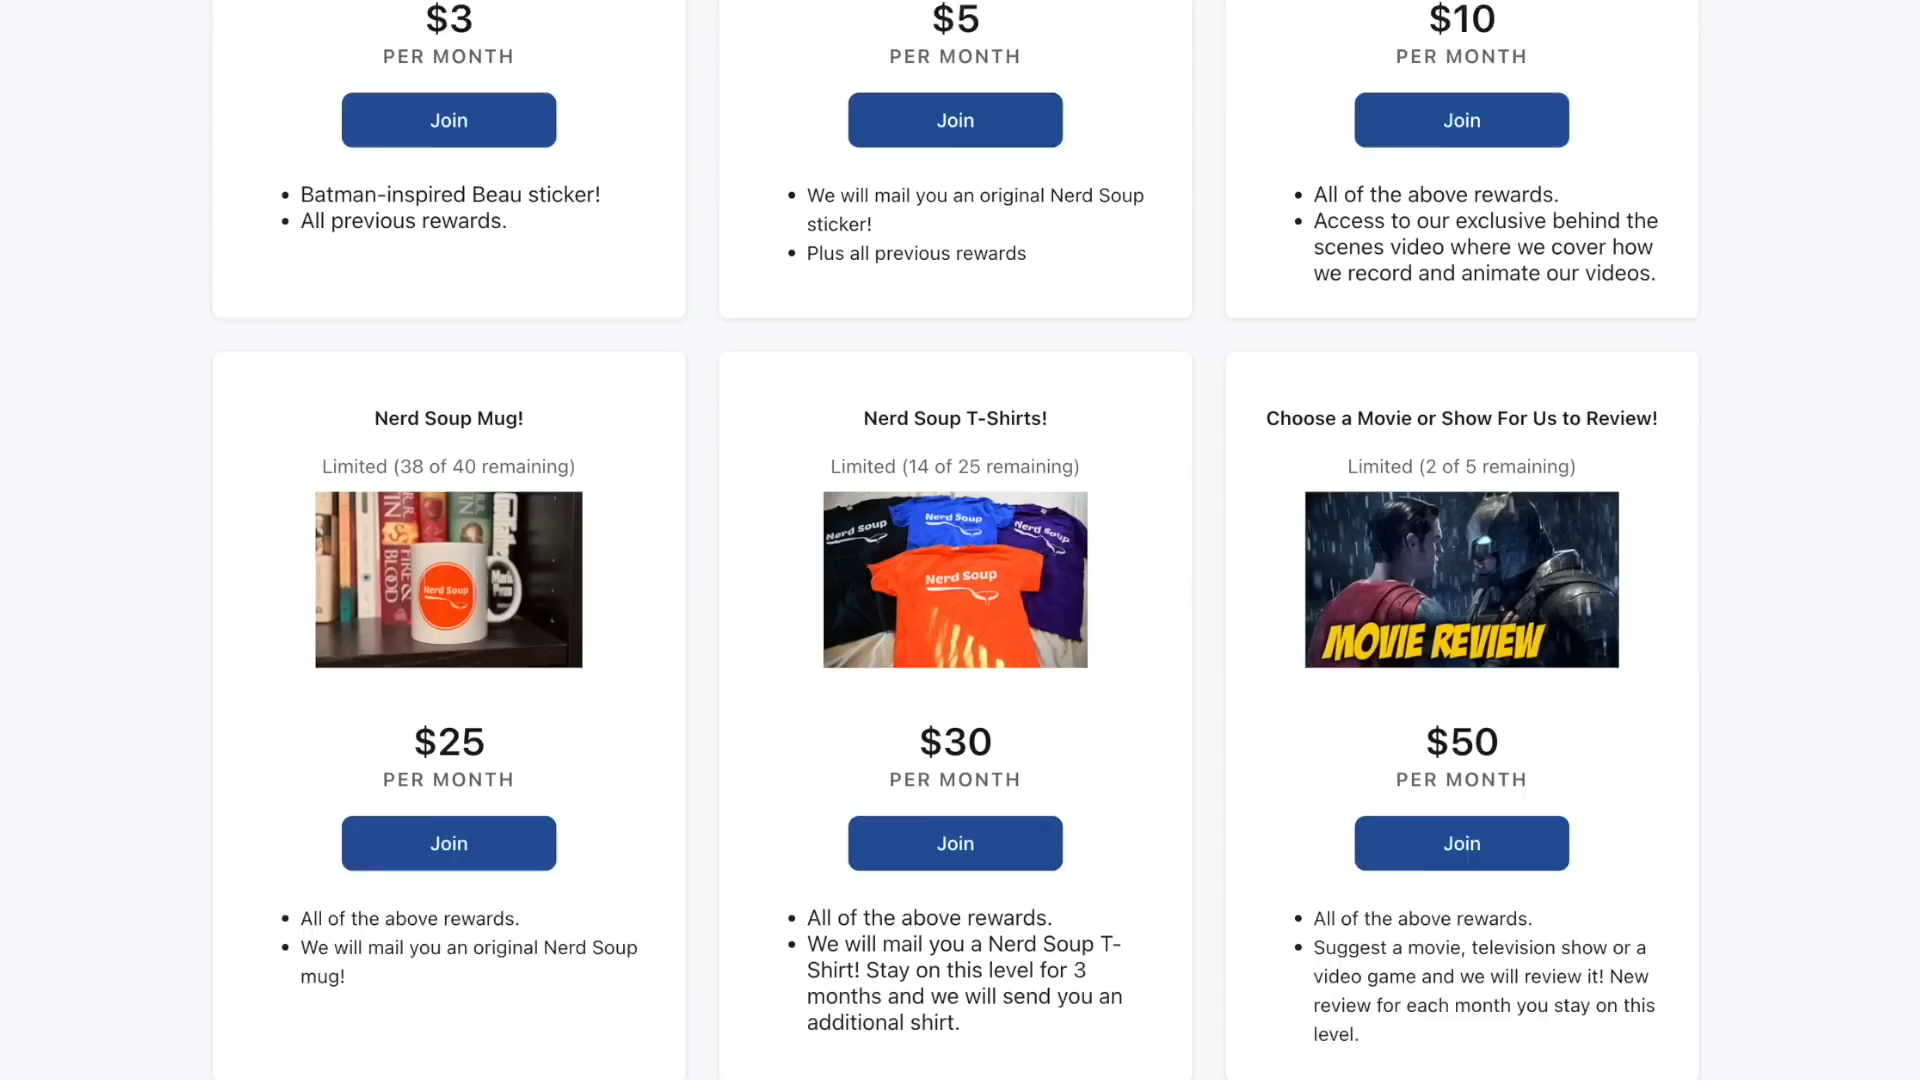 $3
PER MONTH
Join
Batman-inspired Beau sticker!
All previous rewards.
$5
PER MONTH
Join
We will mail you an original Nerd Soup
sticker!
Plus all previous rewards
$10
PER MONTH
Join
All of the above rewards.
Access to our exclusive behind the
scenes video where we cover how
we record and animate our videos.
Nerd Soup Mug!
Limited (38 of 40 remaining)
Nerd Soup
FIRE &
BLOOD
$25
PER MONTH
Join
All of the above rewards.
We will mail you an original Nerd Soup
mug!
Nerd Soup T-Shirts!
Limited (14 of 25 remaining)
Nerd Soup
Nerd Soup
Nerd Soup
Nerd Soup
$30
PER MONTH
Join
All of the above rewards.
We will mail you a Nerd Soup T-
Shirt! Stay on this level for 3
months and we will send you an
additional shirt.
Choose a Movie or Show For Us to Review!
Limited (2 of 5 remaining)
MOVIE REVIEW
$50
PER MONTH
Join
All of the above rewards.
Suggest a movie, television show or a
video game and we will review it! New
review for each month you stay on this
level.